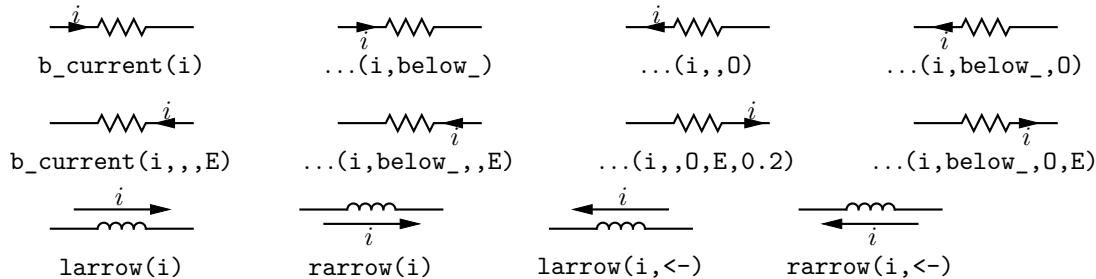 i i i i
b_current(i) ...(i,below_) ...(i,,O) ...(i,below_,O)
i i i i
b_current(i,,,E) ...(i,below_,,E) ...(i,,O,E,0.2) ...(i,below_,O,E)
i i i i
larrow(i) rarrow(i) larrow(i,<-) rarrow(i,<-)